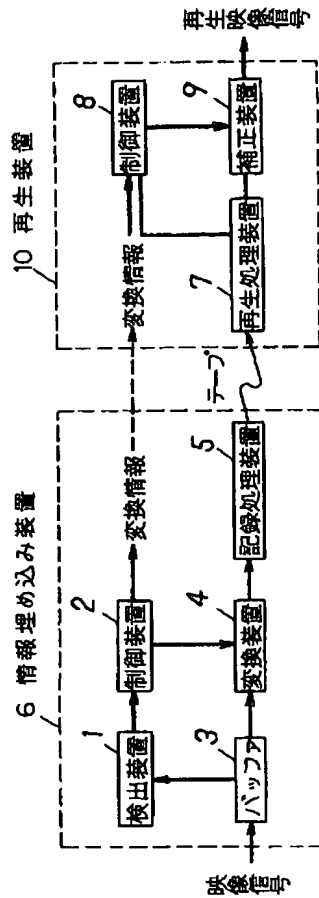 6 情報埋め込み装置
1
検出装置
2
制御装置
変換情報
3
バッファ
4
変換装置
5
記録処理装置
映像信号
テープ
10 再生装置
変換情報
8
制御装置
7
再生処理装置
9
補正装置
再生映像信号